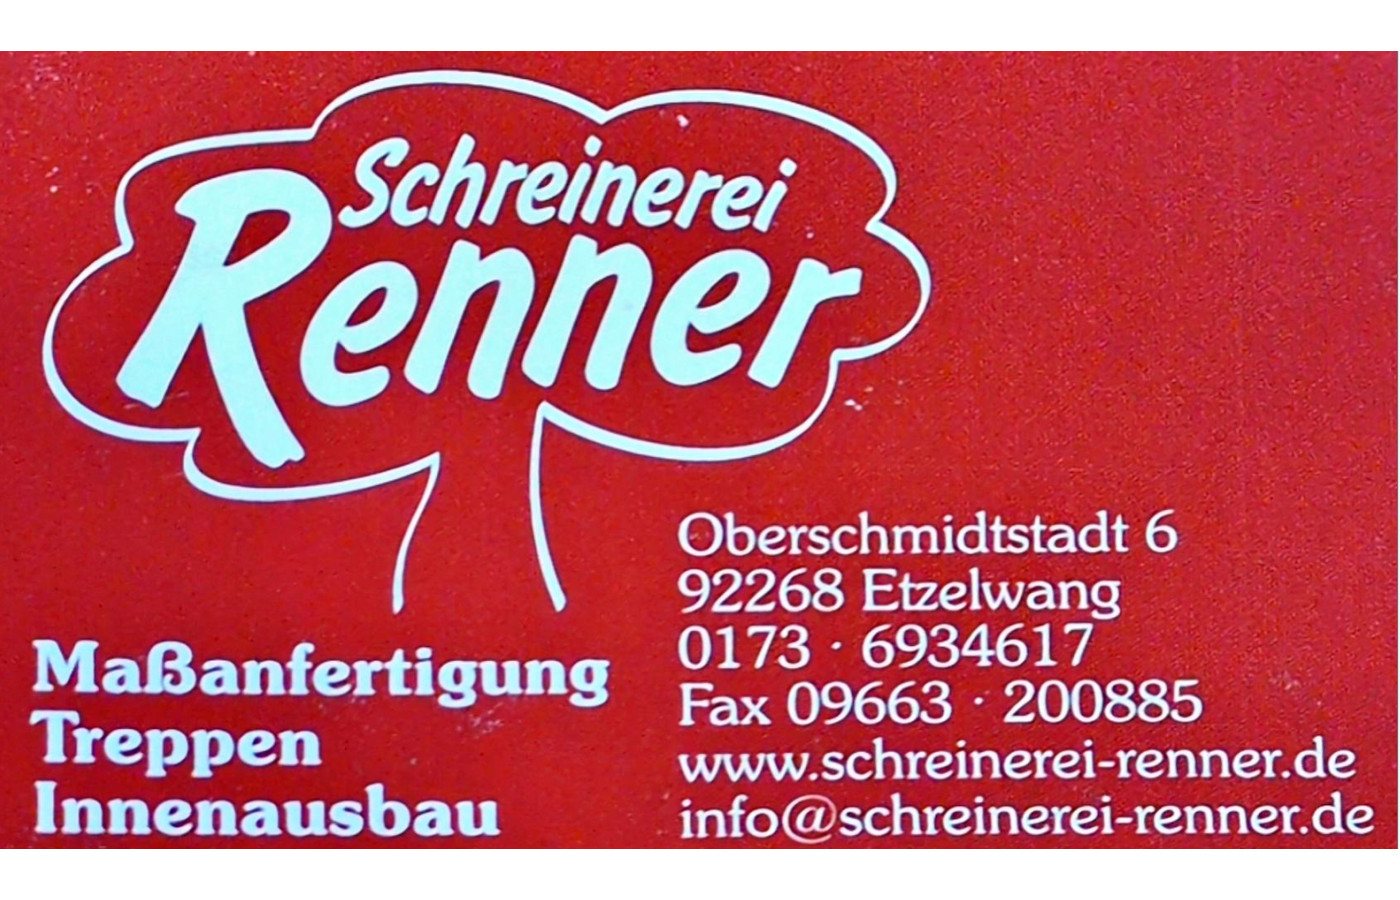 Schreinerei
Renner
Maßanfertigung
Treppen
Innenausbau
Oberschmidtstadt 6
92268 Etzelwang
0173 · 6934617
Fax 09663 · 200885
www.schreinerei-renner.de
info@schreinerei-renner.de